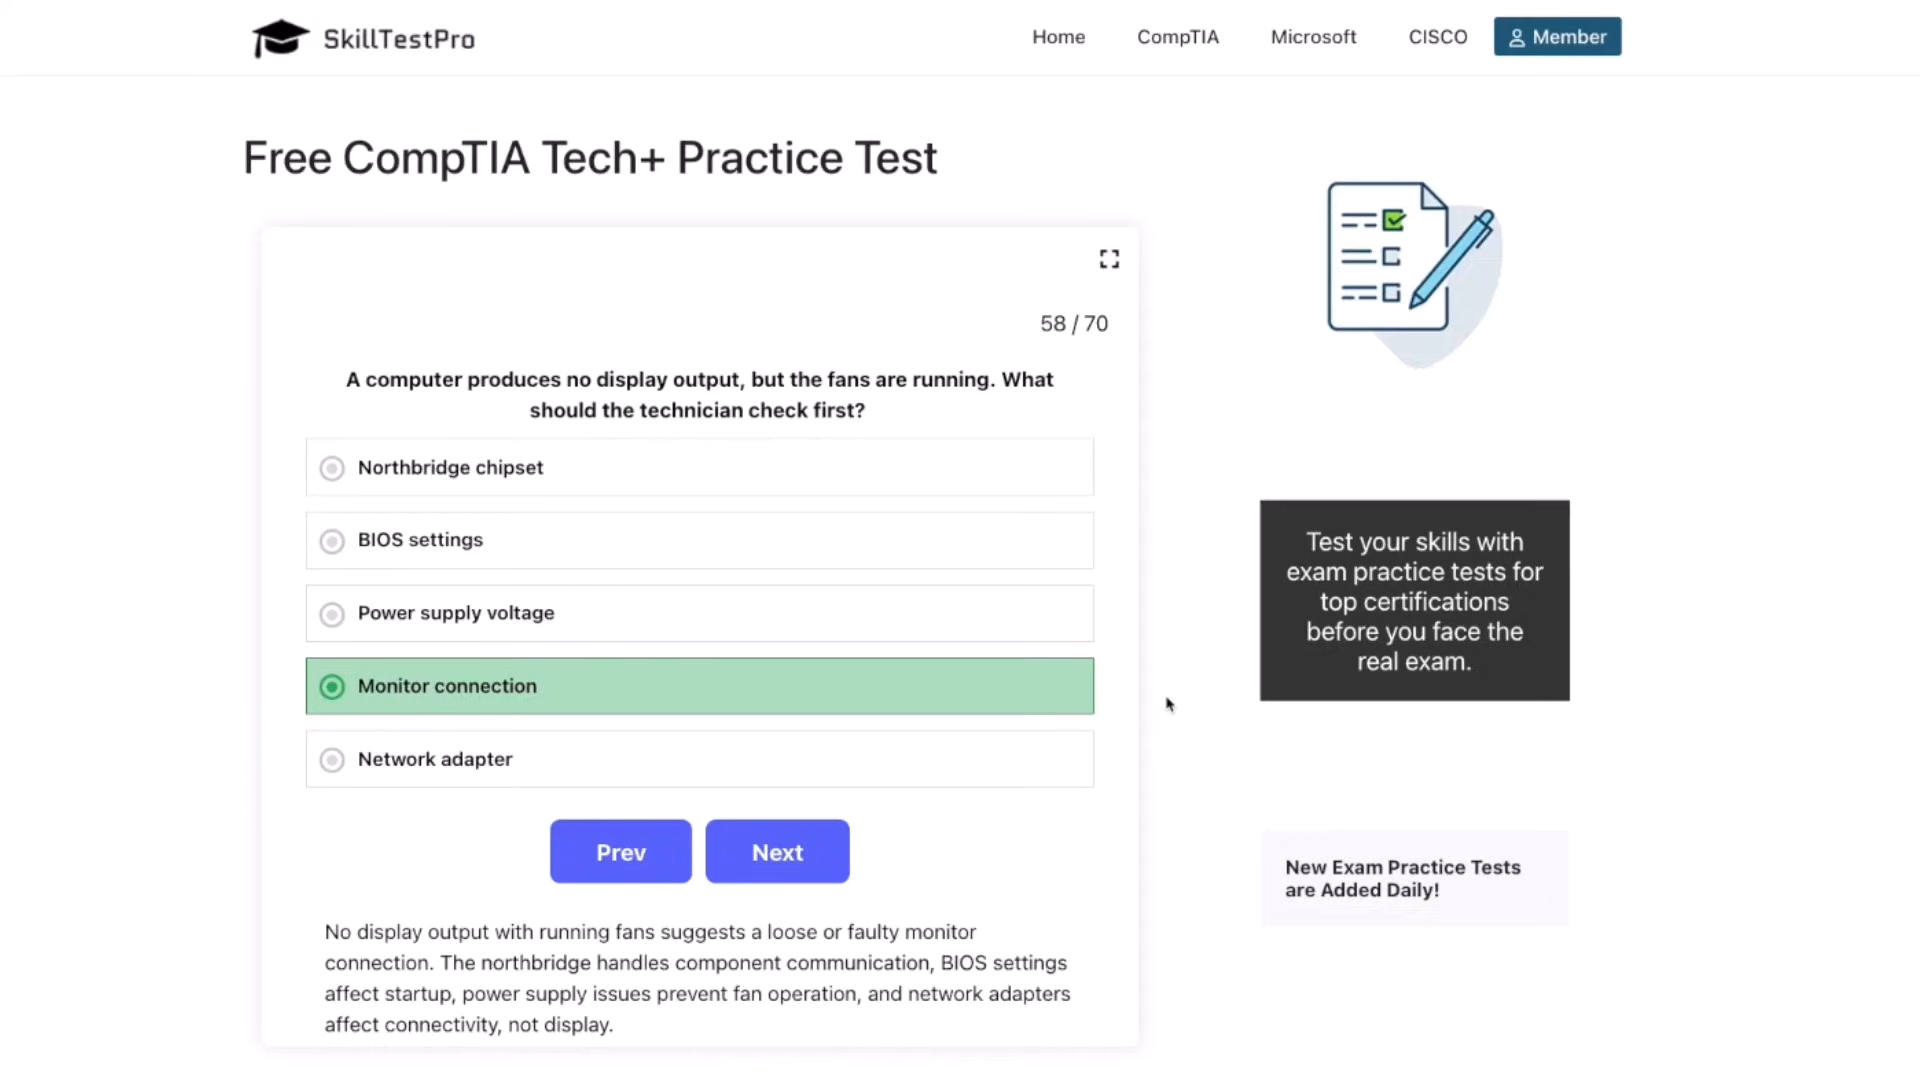 SkillTestPro
Home
CompTIA
Microsoft
CISCO
Member
Free CompTIA Tech+ Practice Test
58 / 70
A computer produces no display output, but the fans are running. What
should the technician check first?
Northbridge chipset
BIOS settings
Power supply voltage
Monitor connection
Network adapter
Prev
Next
No display output with running fans suggests a loose or faulty monitor
connection. The northbridge handles component communication, BIOS settings
affect startup, power supply issues prevent fan operation, and network adapters
affect connectivity, not display.
Test your skills with
exam practice tests for
top certifications
before you face the
real exam.
New Exam Practice Tests
are Added Daily!